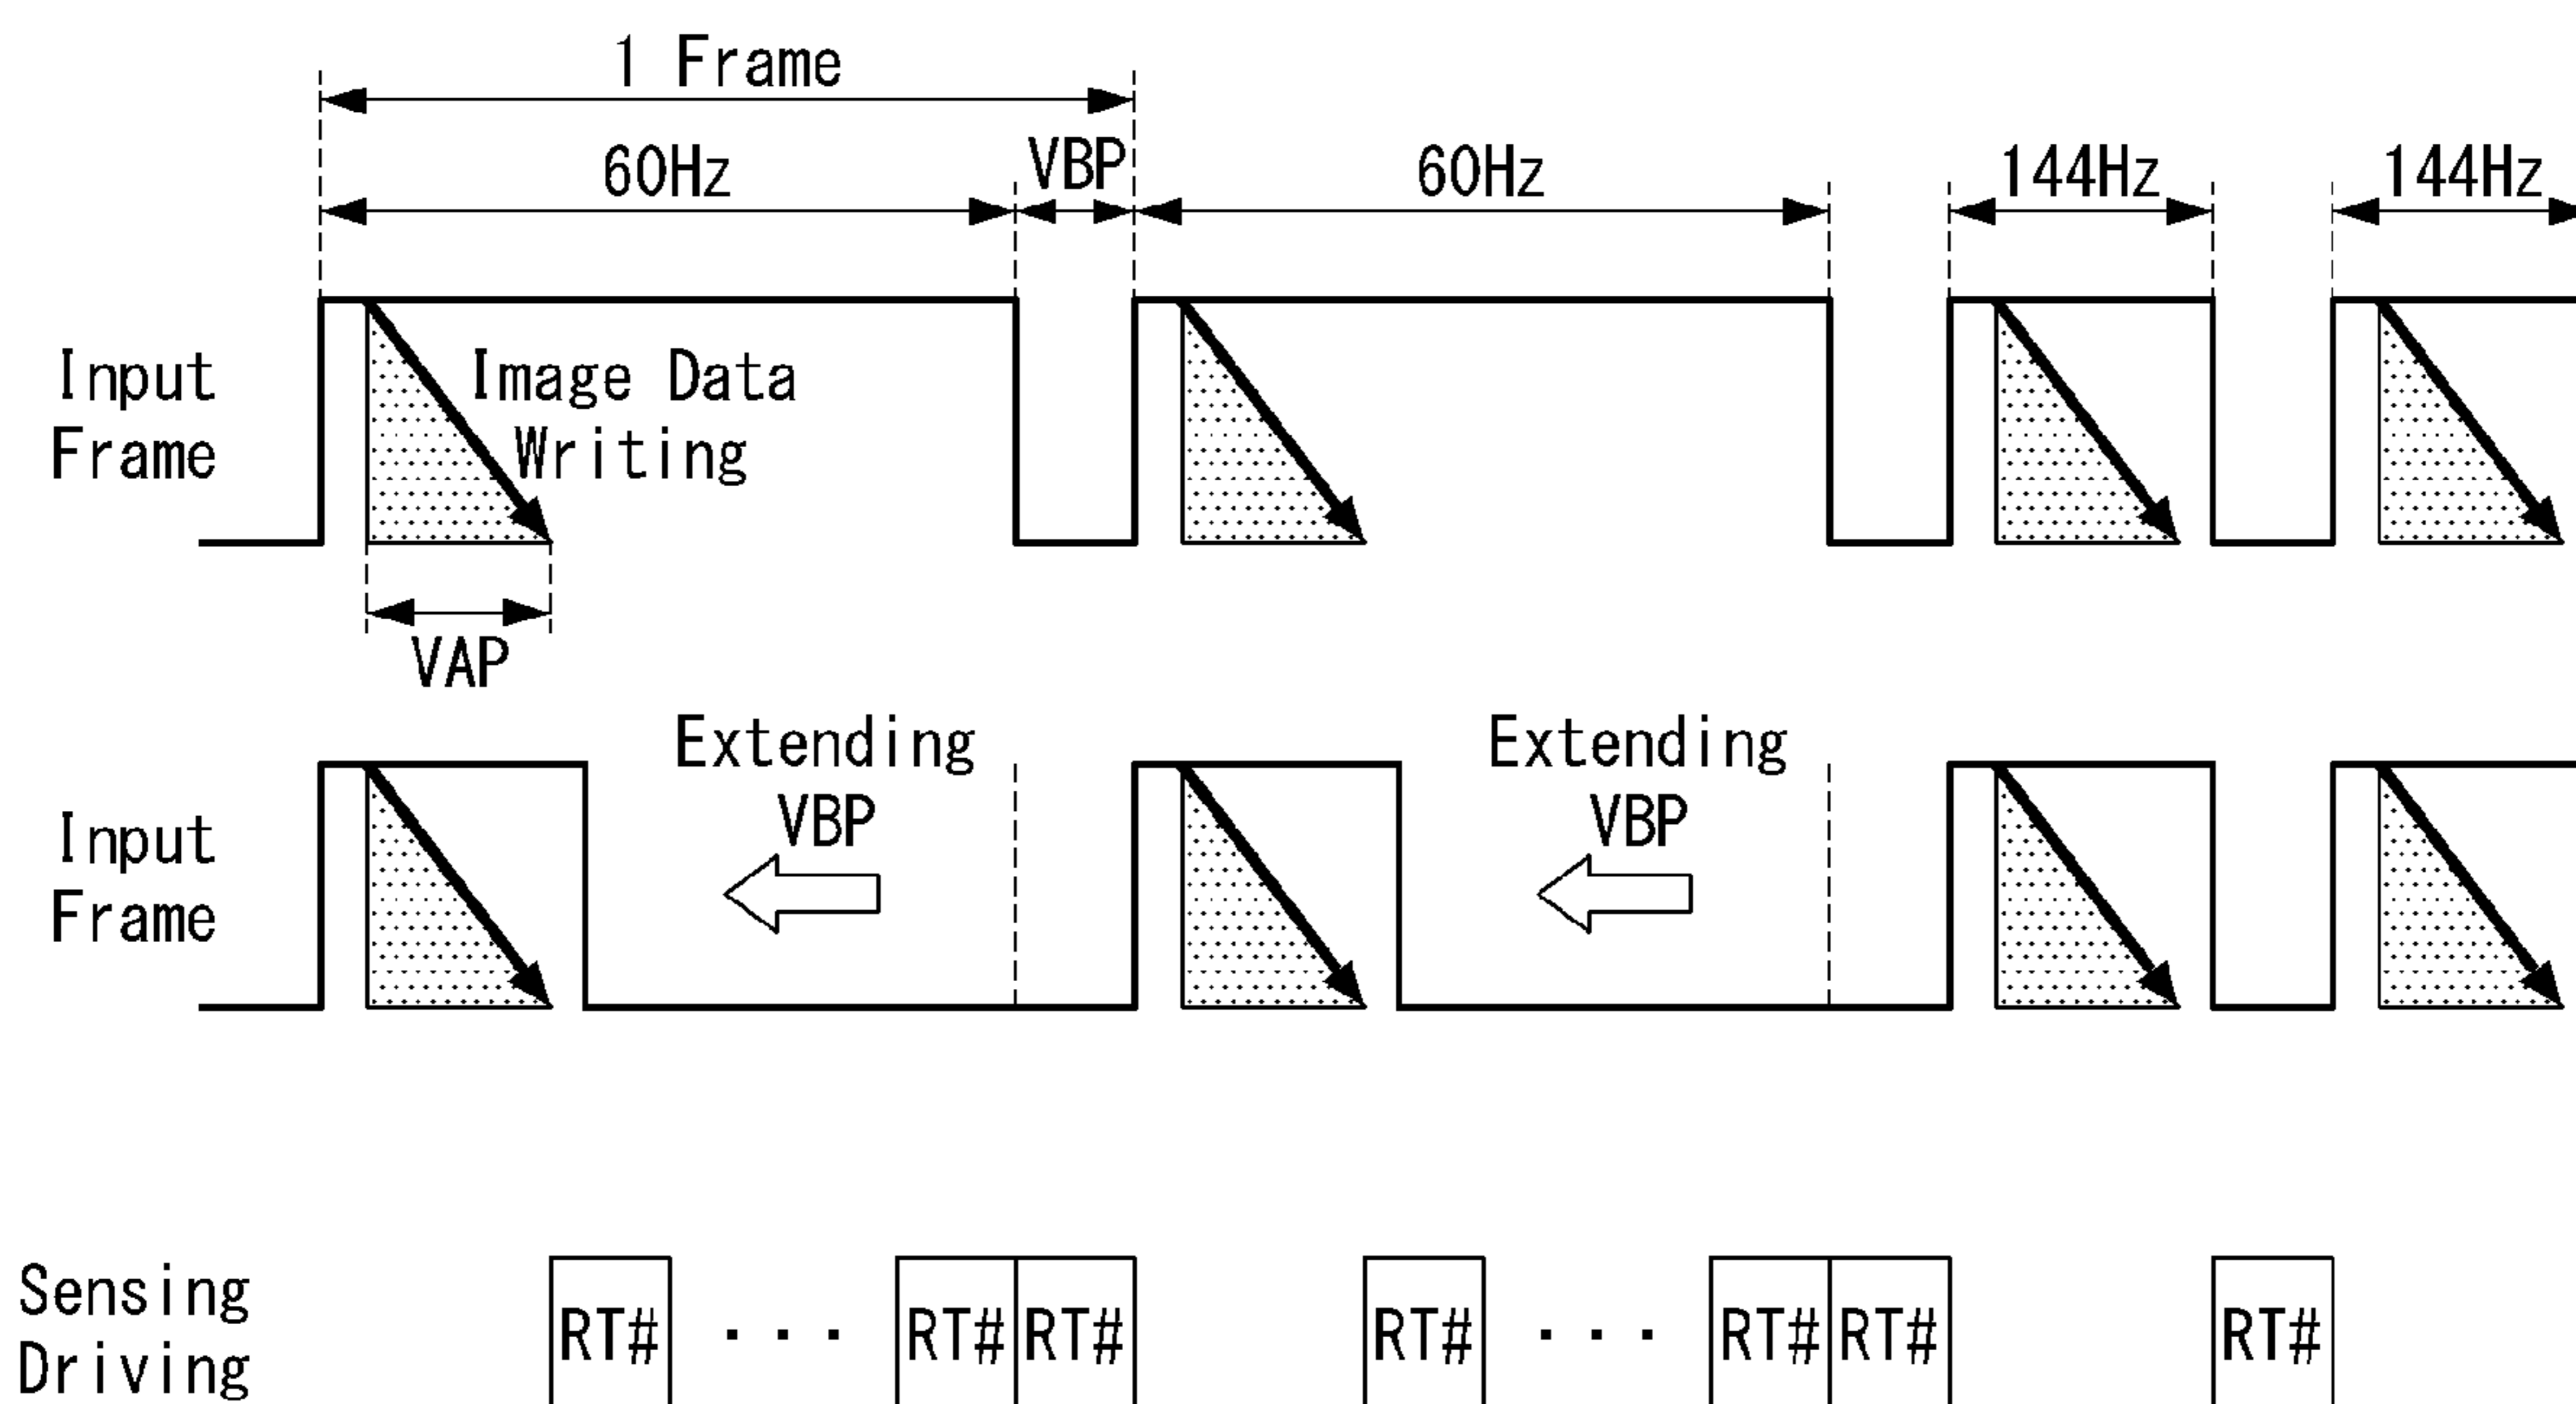 1 Frame
60Hz VBP 60Hz 144Hz 144Hz
Input
Frame
Image Data
Writing
VAP
Extending
VBP
Extending
VBP
Input
Frame
Sensing
Driving
RT# ··· RT# RT# RT# ··· RT# RT# RT#